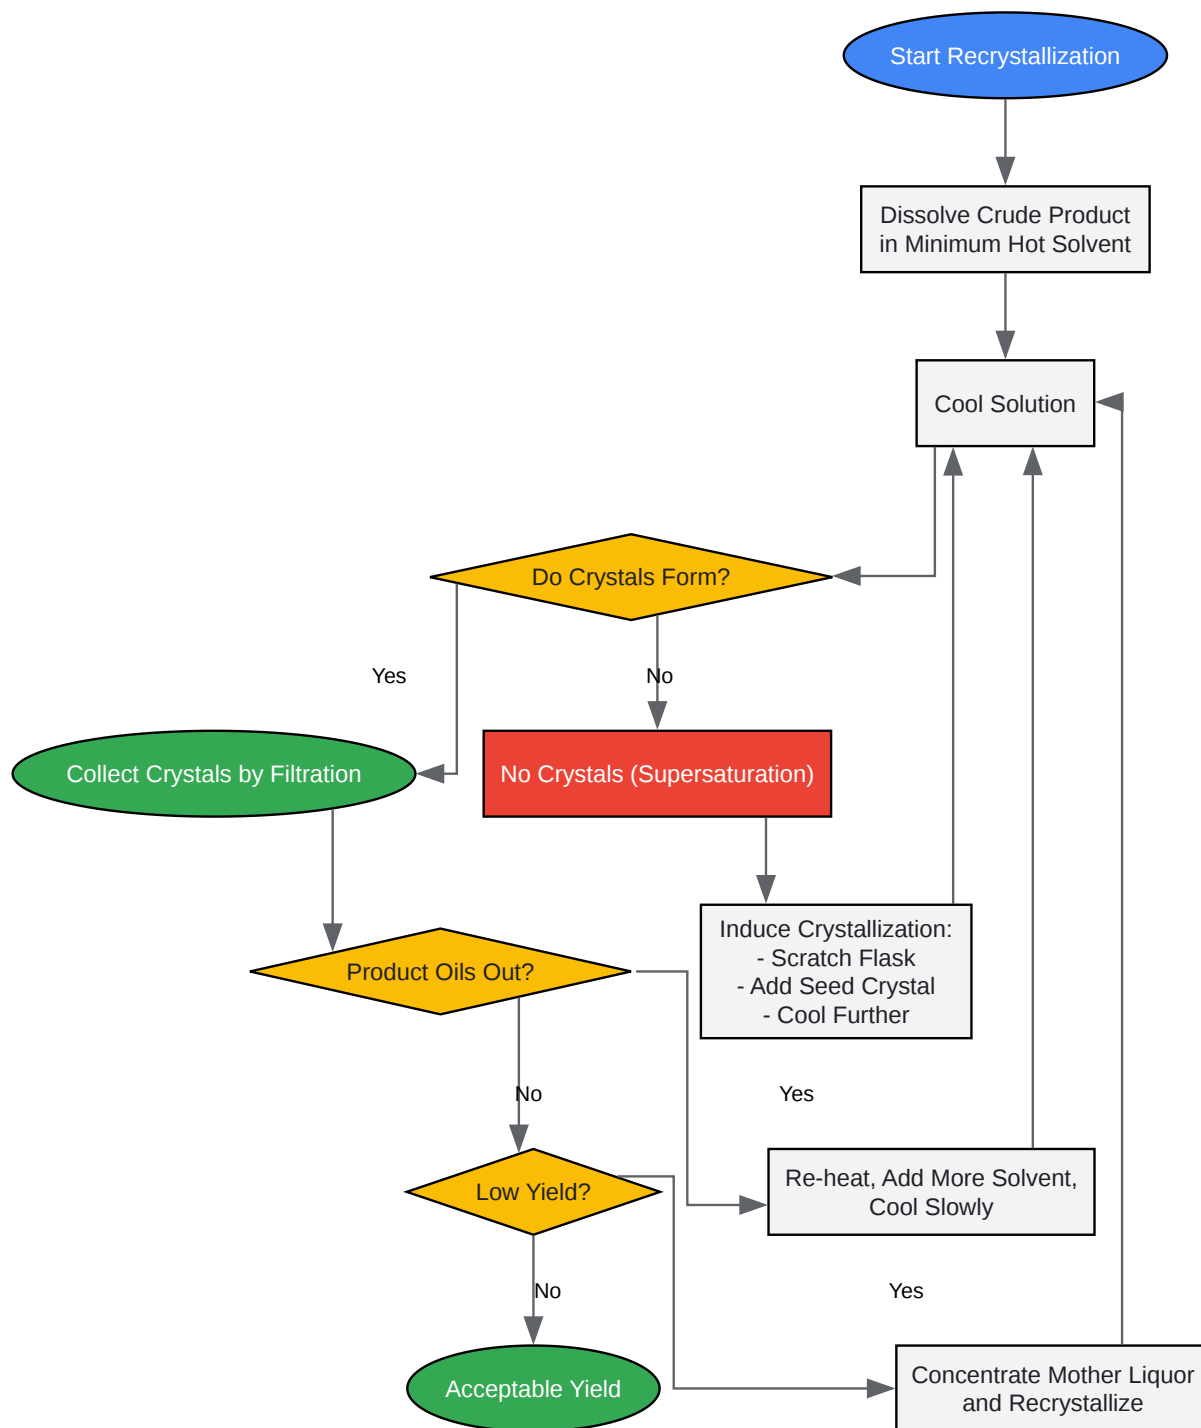 Start Recrystallization
Dissolve Crude Product
in Minimum Hot Solvent
Cool Solution
Do Crystals Form?
Yes
No
Collect Crystals by Filtration
No Crystals (Supersaturation)
Induce Crystallization:
- Scratch Flask
- Add Seed Crystal
- Cool Further
Product Oils Out?
No
Yes
Re-heat, Add More Solvent,
Cool Slowly
Low Yield?
No
Yes
Acceptable Yield
Concentrate Mother Liquor
and Recrystallize